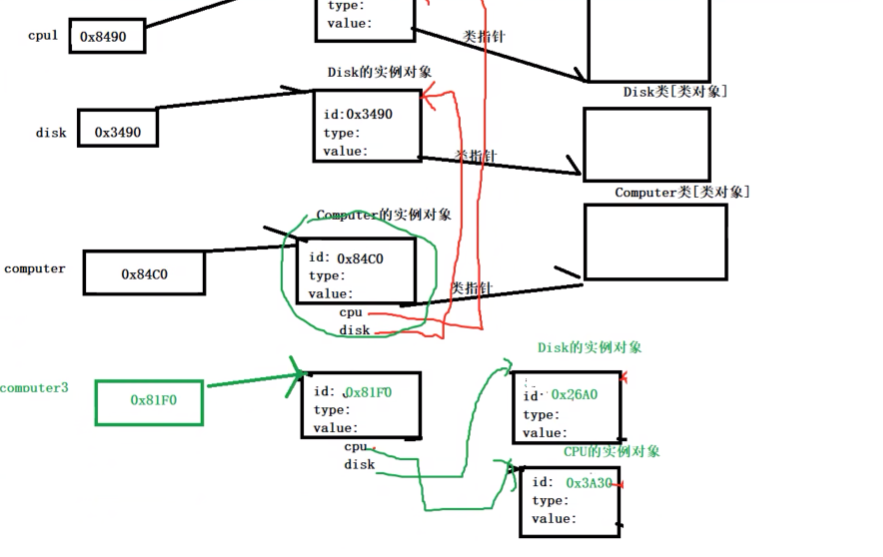 type:
value:
cpu1
0x8490
类指针
Disk的实例对象
Disk类[类对象]
id:0x3490
type:
value:
disk
0x3490
类指针
Computer类[类对象]
Computer的实例对象
id: 0x84C0
type:
value:
computer
0x84C0
类指针
cpu
disk
Disk的实例对象
computer3
0x81F0
id: 0x81F0
type:
value:
id: 0x26A0
type:
value:
cpu
disk
CPU的实例对象
id: 0x3A30
type:
value: